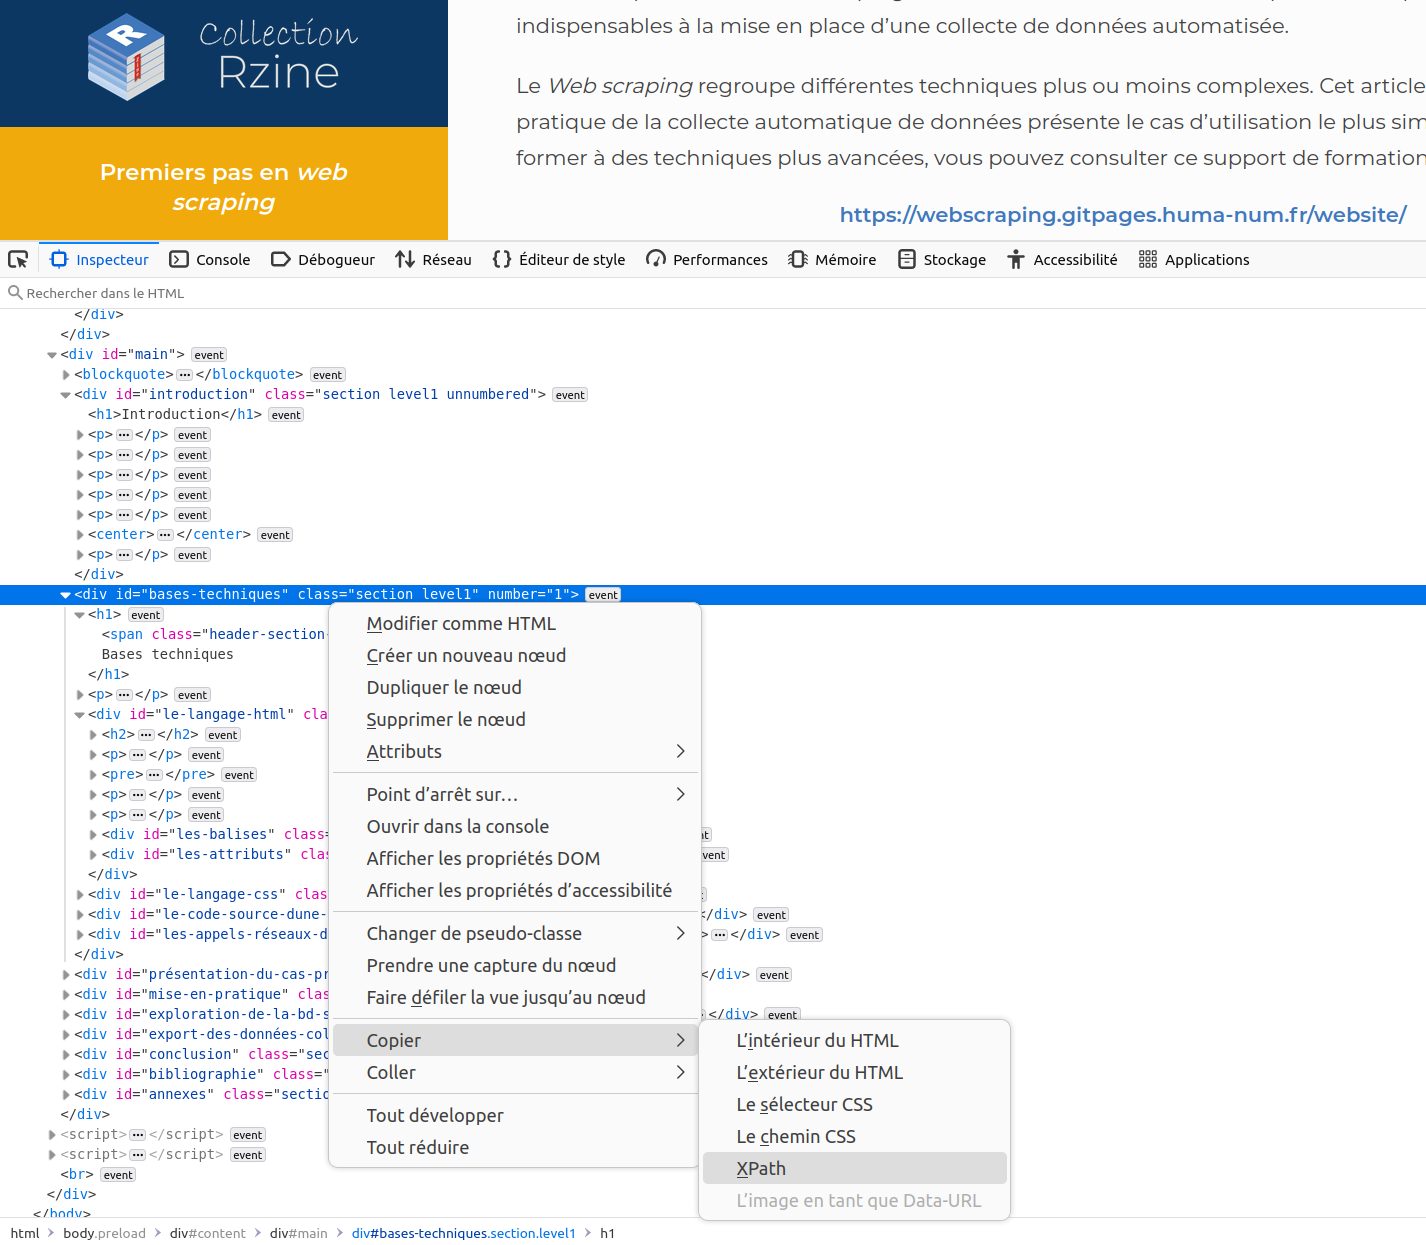 Collection
Rzine
Premiers pas en web
scraping
indispensables à la mise en place d’une collecte de données automatisée.
Le Web scraping regroupe différentes techniques plus ou moins complexes. Cet article
pratique de la collecte automatique de données présente le cas d’utilisation le plus sim
former à des techniques plus avancées, vous pouvez consulter ce support de formation
https://webscraping.gitpages.huma-num.fr/website/
Inspecteur Console Débogueur Réseau Éditeur de style Performances Mémoire Stockage Accessibilité Applications
Rechercher dans le HTML
</div>
</div>
<div id="main"> event
<blockquote>···</blockquote> event
<div id="introduction" class="section level1 unnumbered"> event
<h1>Introduction</h1> event
<p>···</p> event
<p>···</p> event
<p>···</p> event
<p>···</p> event
<p>···</p> event
<center>···</center> event
<p>···</p> event
</div>
<div id="bases-techniques" class="section level1" number="1"> event
<h1> event
<span class="header-section-
Bases techniques
</h1>
<p>···</p> event
<div id="le-langage-html" cla
<h2>···</h2> event
<p>···</p> event
<pre>···</pre> event
<p>···</p> event
<p>···</p> event
<div id="les-balises" class=
<div id="les-attributs" clas vent
</div>
<div id="le-langage-css" clas
<div id="le-code-source-dune- </div> event
<div id="les-appels-réseaux-d >···</div> event
</div>
<div id="présentation-du-cas-pr </div> event
<div id="mise-en-pratique" clas
<div id="exploration-de-la-bd-s </div> event
<div id="export-des-données-col
<div id="conclusion" class="sec
<div id="bibliographie" class="
<div id="annexes" class="sectio
</div>
<script>···</script> event
<script>···</script> event
<br> event
</div>
</body>
Modifier comme HTML
Créer un nouveau nœud
Dupliquer le nœud
Supprimer le nœud
Attributs
Point d’arrêt sur…
Ouvrir dans la console
Afficher les propriétés DOM
Afficher les propriétés d’accessibilité
Changer de pseudo-classe
Prendre une capture du nœud
Faire défiler la vue jusqu’au nœud
Copier
Coller
Tout développer
Tout réduire
L’intérieur du HTML
L’extérieur du HTML
Le sélecteur CSS
Le chemin CSS
XPath
L’image en tant que Data-URL
html body.preload div#content div#main div#bases-techniques.section.level1 h1